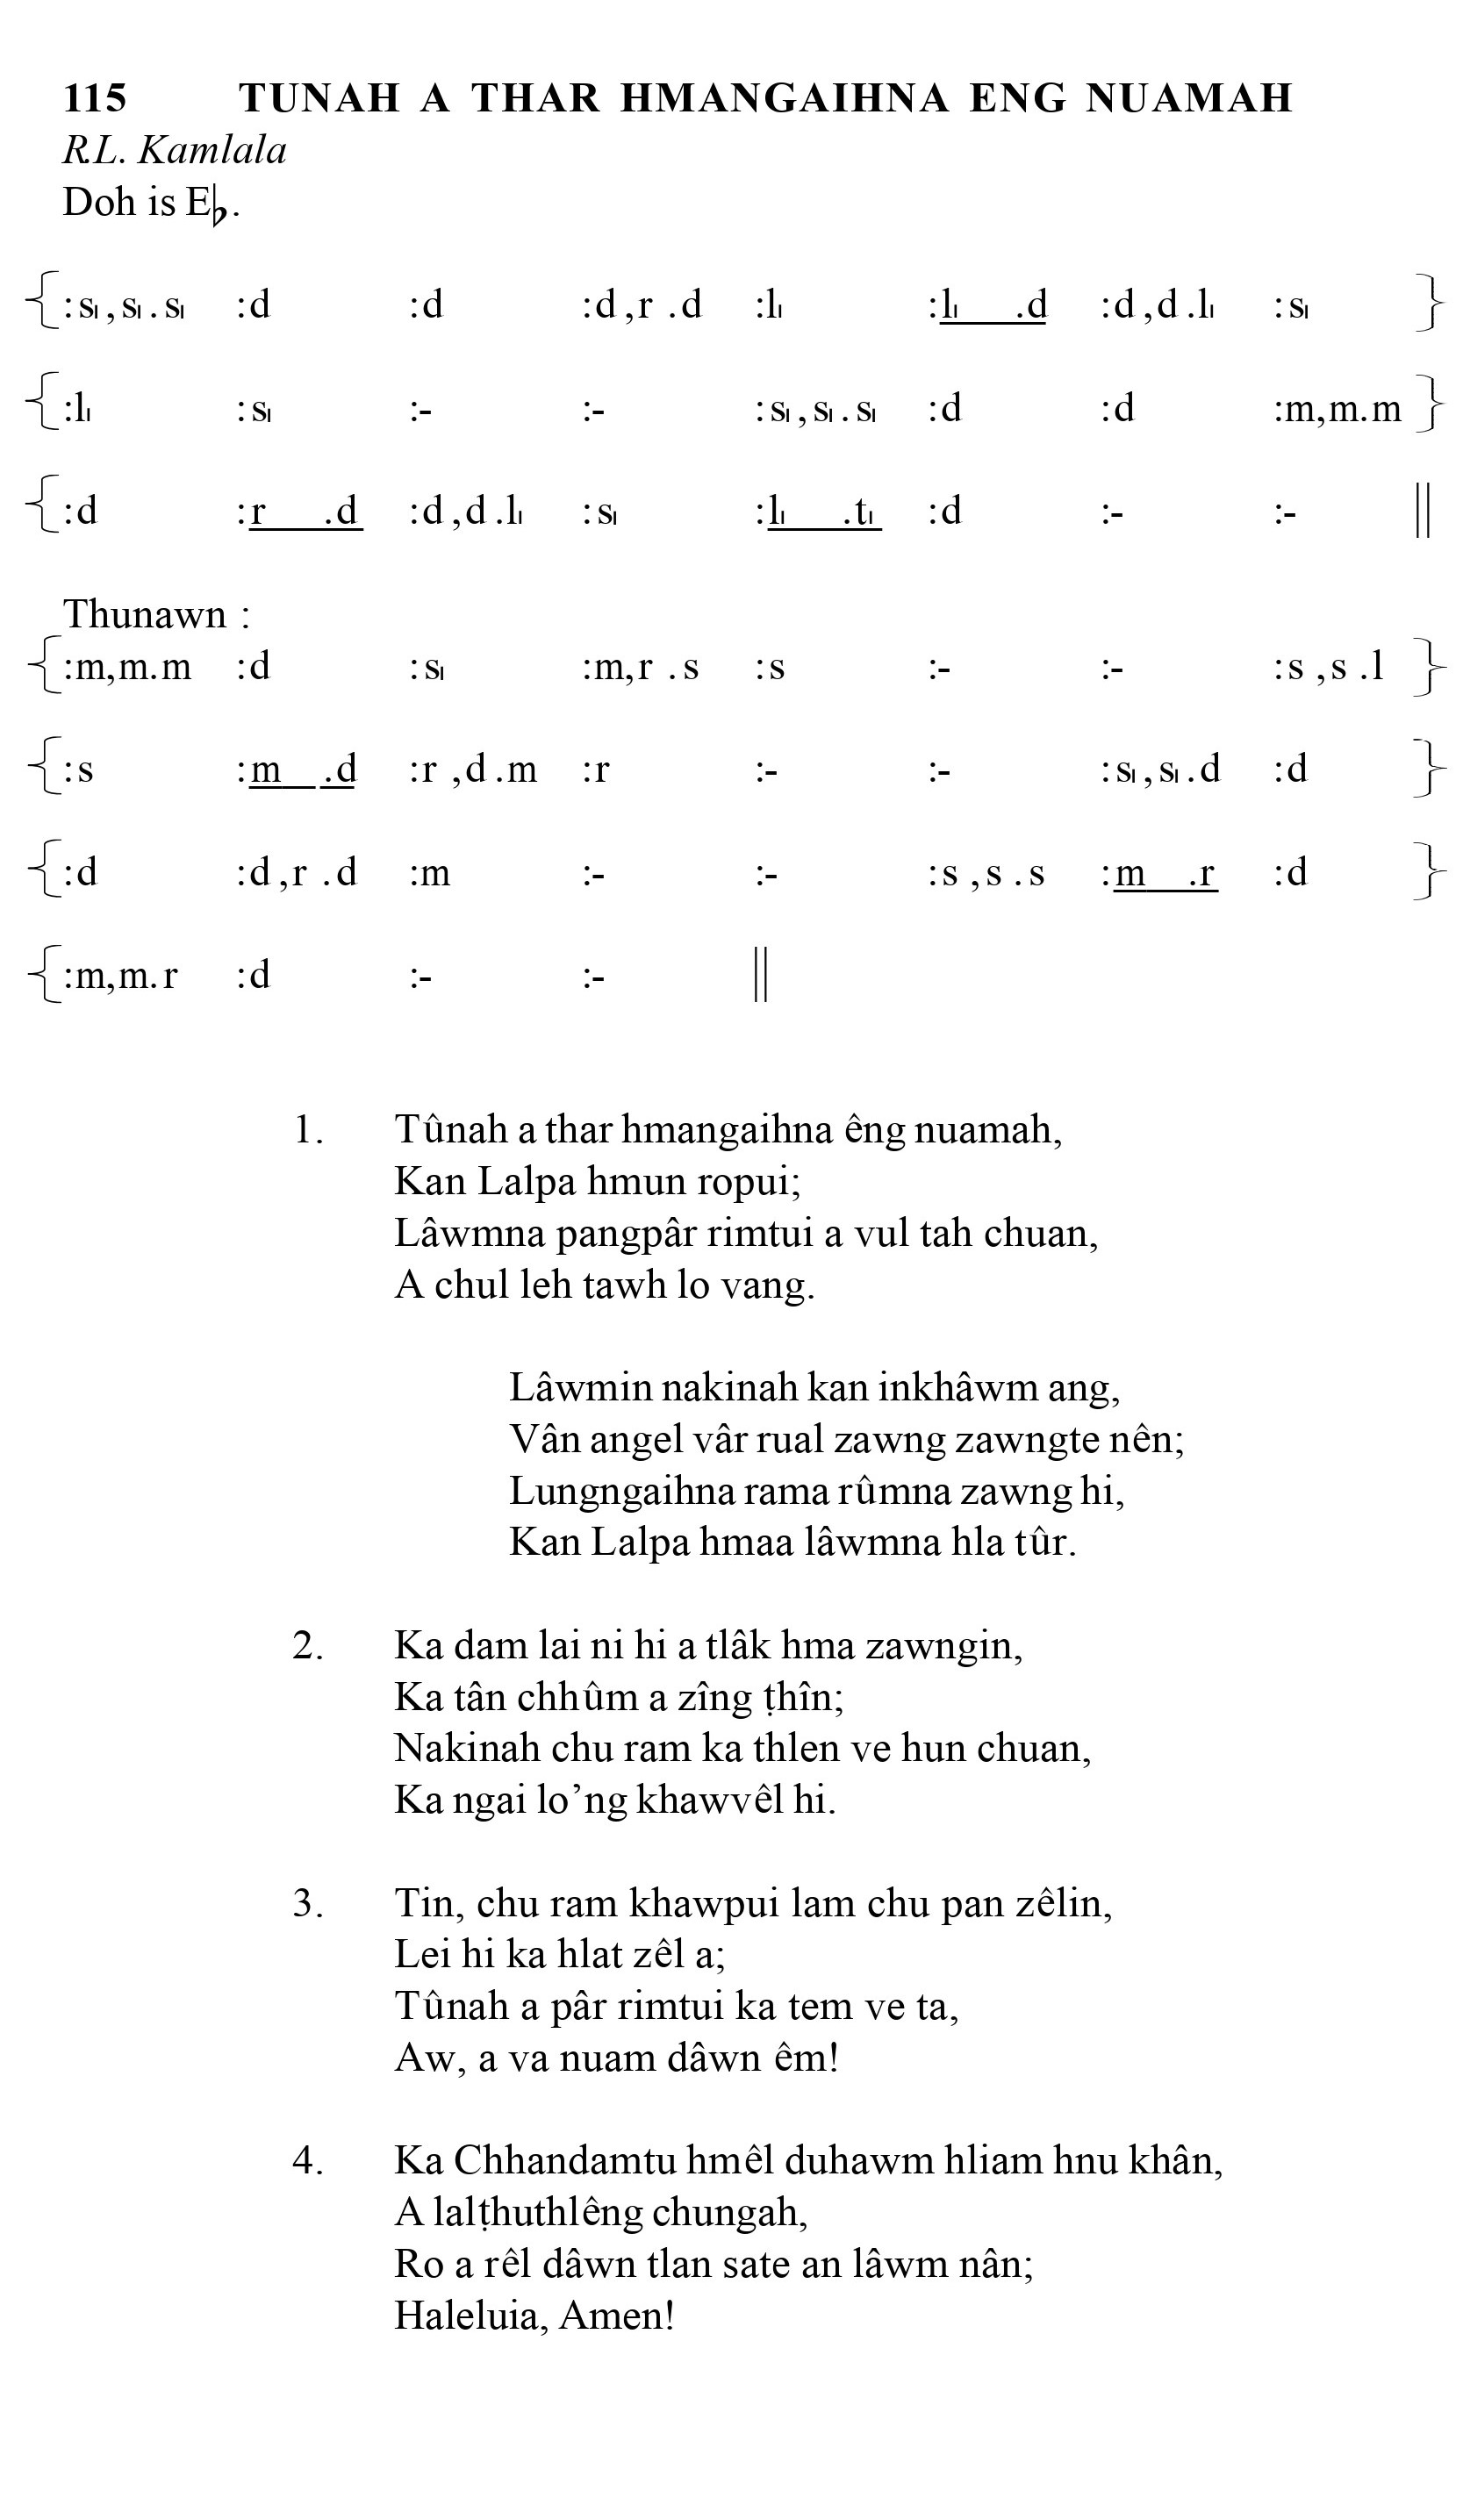 115 TUNAH A THAR HMANGAIHNA ENG NUAMAH
R.L. Kamlala
Doh is E♭.
{:s₁,s₁.s₁ :d :d :d,r.d :l₁ :l₁ .d :d,d.l₁ :s₁ }
{:l₁ :s₁ :- :- :s₁,s₁.s₁ :d :d :m,m.m }
{:d :r .d :d,d.l₁ :s₁ :l₁ .t₁ :d :- :- ||
Thunawn :
{:m,m.m :d :s₁ :m,r.s :s :- :- :s,s.l }
{:s :m .d :r,d.m :r :- :- :s₁,s₁.d :d }
{:d :d,r.d :m :- :- :s,s.s :m .r :d }
{:m,m.r :d :- :- ||
1. Tûnah a thar hmangaihna êng nuamah,
Kan Lalpa hmun ropui;
Lâwmna pangpâr rimtui a vul tah chuan,
A chul leh tawh lo vang.
Lâwmin nakinah kan inkhâwm ang,
Vân angel vâr rual zawng zawngte nên;
Lungngaihna rama rûmna zawng hi,
Kan Lalpa hmaa lâwmna hla tûr.
2. Ka dam lai ni hi a tlâk hma zawngin,
Ka tân chhûm a zîng ṭhîn;
Nakinah chu ram ka thlen ve hun chuan,
Ka ngai lo’ng khawvêl hi.
3. Tin, chu ram khawpui lam chu pan zêlin,
Lei hi ka hlat zêl a;
Tûnah a pâr rimtui ka tem ve ta,
Aw, a va nuam dâwn êm!
4. Ka Chhandamtu hmêl duhawm hliam hnu khân,
A lalṭhuthlêng chungah,
Ro a rêl dâwn tlan sate an lâwm nân;
Haleluia, Amen!